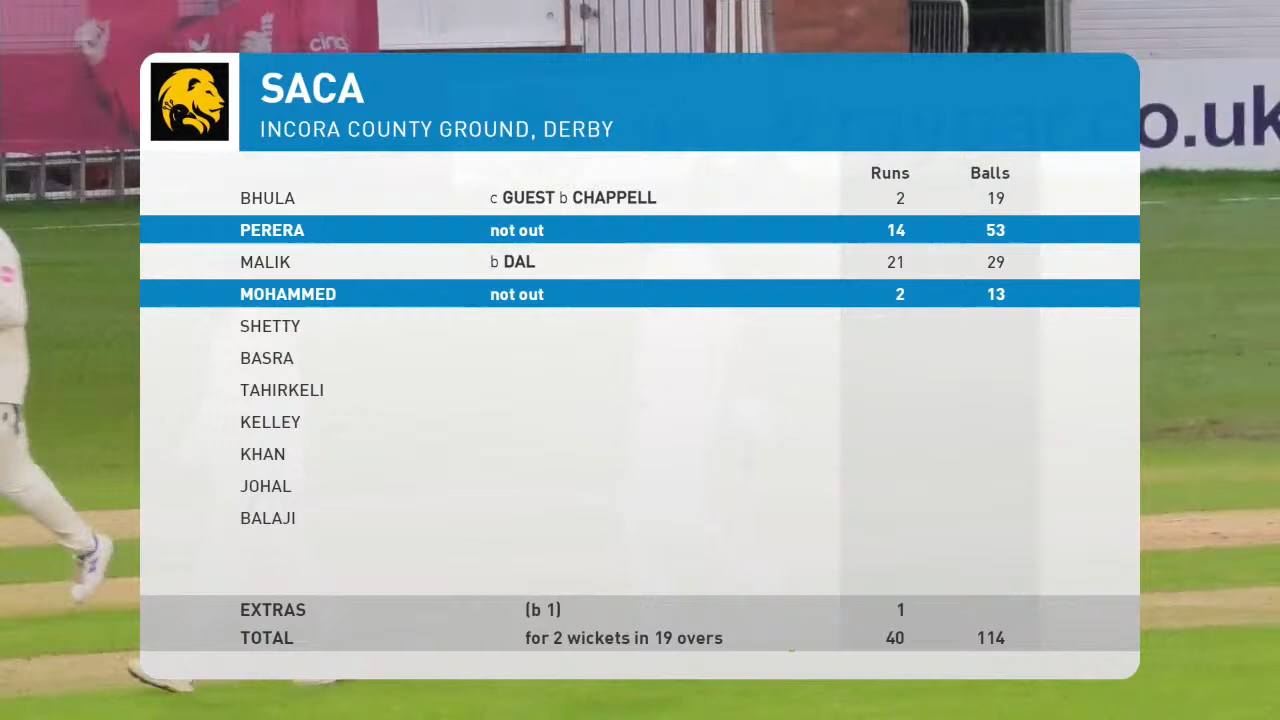 cinc
o.uk
SACA
INCORA COUNTY GROUND, DERBY
Runs Balls
BHULA c GUEST b CHAPPELL 2 19
PERERA not out 14 53
MALIK b DAL 21 29
MOHAMMED not out 2 13
SHETTY
BASRA
TAHIRKELI
KELLEY
KHAN
JOHAL
BALAJI
EXTRAS (b 1) 1
TOTAL for 2 wickets in 19 overs 40 114